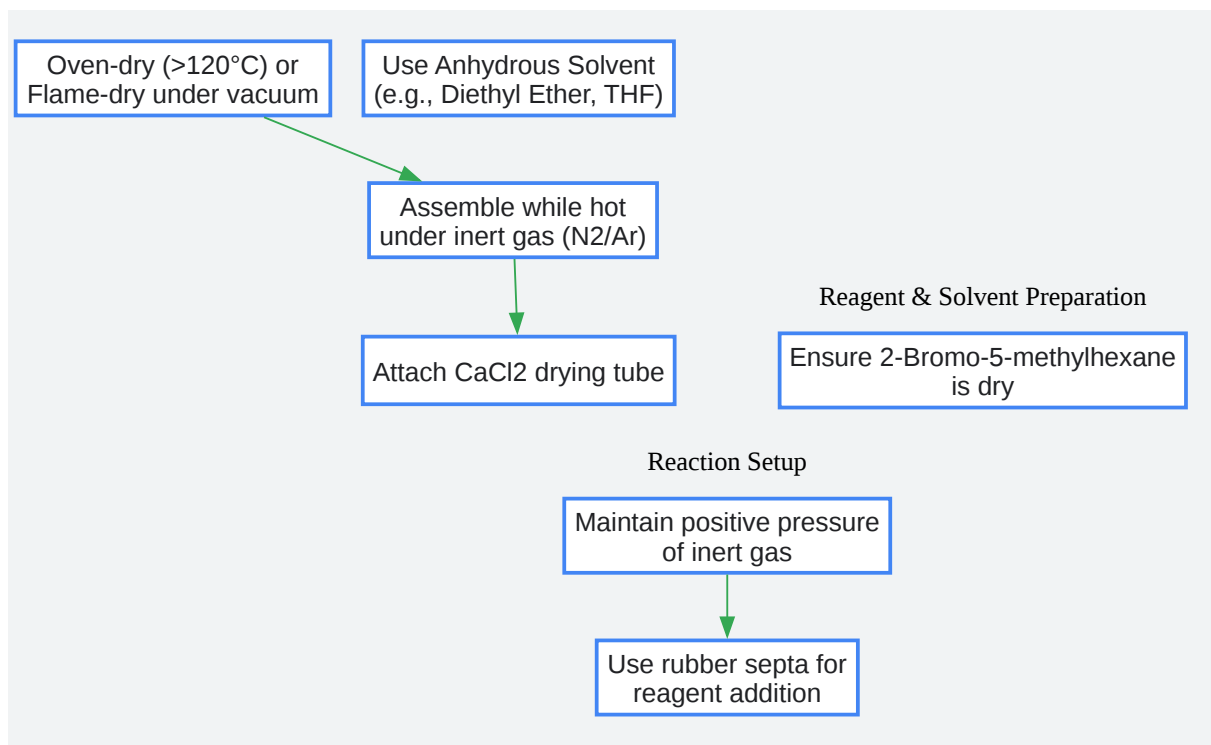 Oven-dry (>120°C) or
Flame-dry under vacuum
Use Anhydrous Solvent
(e.g., Diethyl Ether, THF)
Assemble while hot
under inert gas (N2/Ar)
Reagent & Solvent Preparation
Attach CaCl2 drying tube
Ensure 2-Bromo-5-methylhexane
is dry
Reaction Setup
Maintain positive pressure
of inert gas
Use rubber septa for
reagent addition